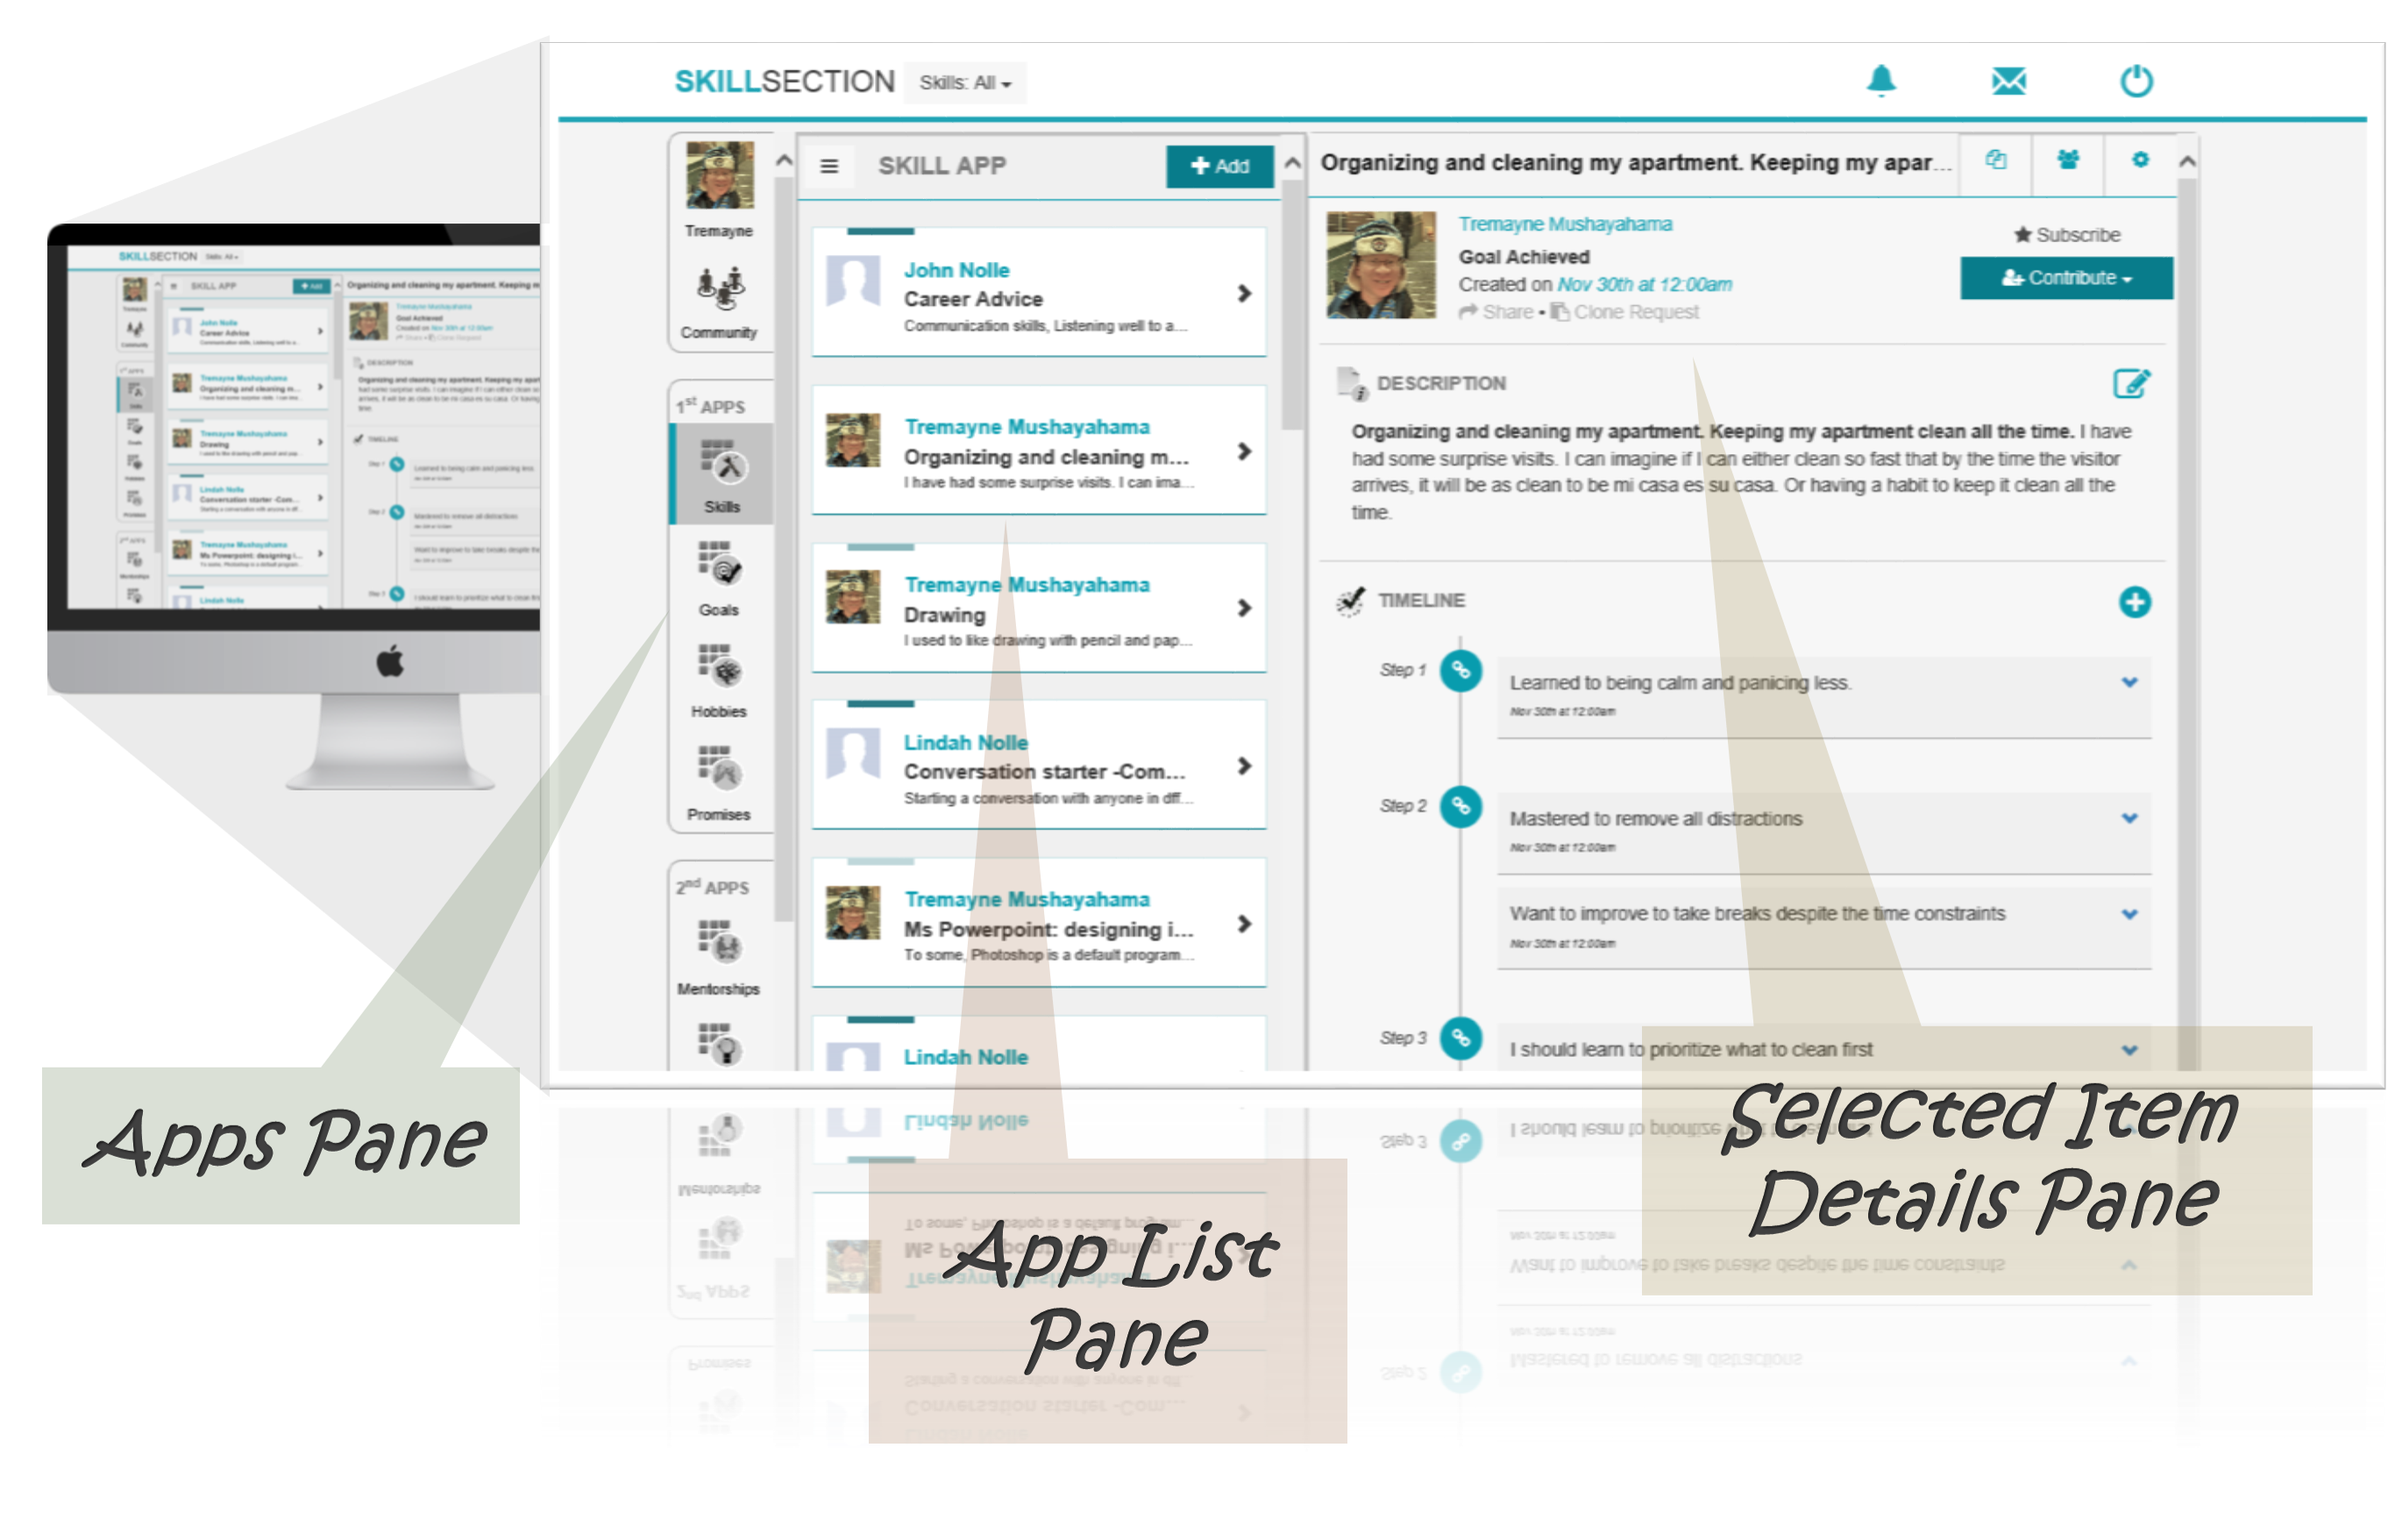 SKILLSECTION Skills: All
Tremayne
Community
1st APPS
Skills
Goals
Hobbies
Promises
2nd APPS
Mentorships
SKILL APP
+ Add
John Nolle
Career Advice
Communication skills, Listening well to a...
Tremayne Mushayahama
Organizing and cleaning m...
I have had some surprise visits. I can ima...
Tremayne Mushayahama
Drawing
I used to like drawing with pencil and pap...
Lindah Nolle
Conversation starter -Com...
Starting a conversation with anyone in dff...
Tremayne Mushayahama
Ms Powerpoint: designing i...
To some, Photoshop is a default program...
Lindah Nolle
Organizing and cleaning my apartment. Keeping my apar...
Tremayne Mushayahama
Goal Achieved
Created on Nov 30th at 12:00am
Share • Clone Request
Subscribe
Contribute
DESCRIPTION
Organizing and cleaning my apartment. Keeping my apartment clean all the time. I have
had some surprise visits. I can imagine if I can either clean so fast that by the time the visitor
arrives, it will be as clean to be mi casa es su casa. Or having a habit to keep it clean all the
time.
TIMELINE
Step 1
Learned to being calm and panicing less.
Nov 30th at 12:00am
Step 2
Mastered to remove all distractions
Nov 30th at 12:00am
Want to improve to take breaks despite the time constraints
Nov 30th at 12:00am
Step 3
I should learn to prioritize what to clean first
Apps Pane
App List
Pane
Selected Item
Details Pane